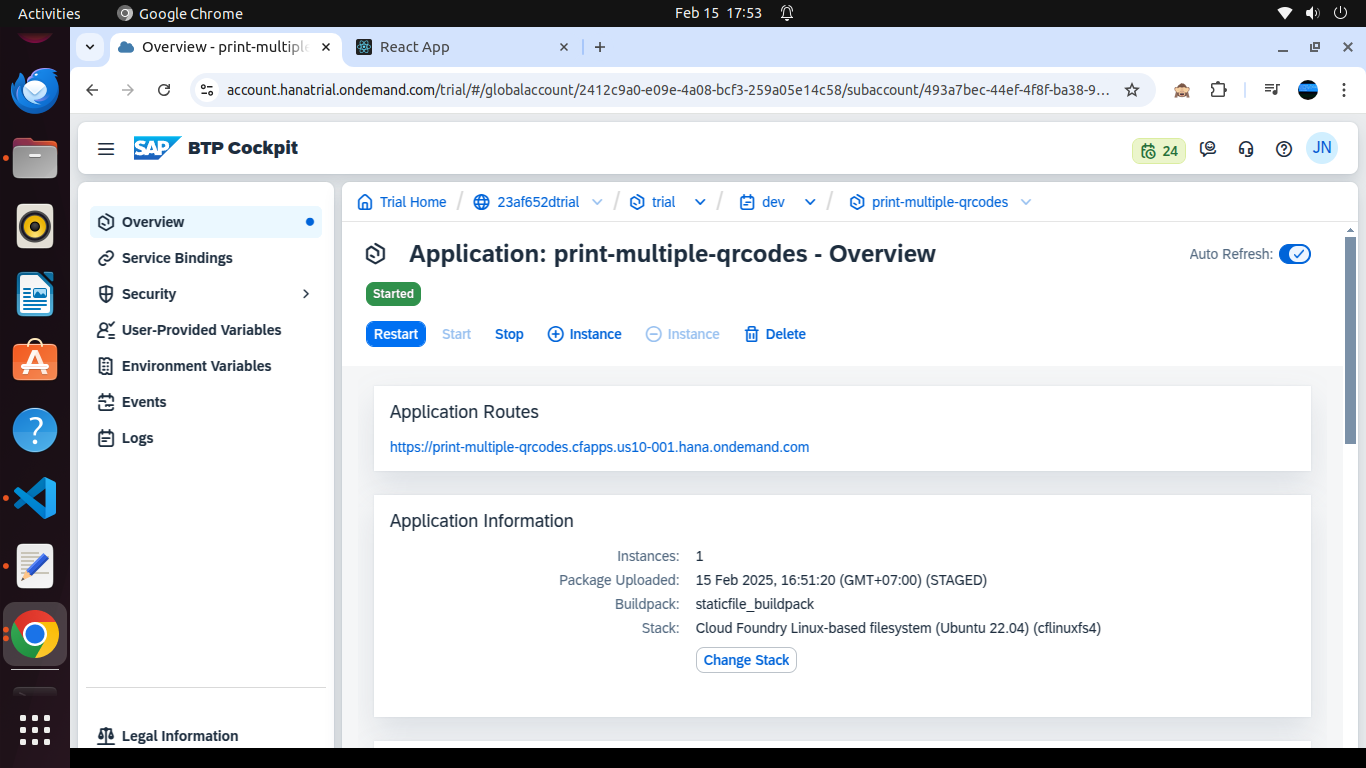 Activities Google Chrome Feb 15 17:53
Overview - print-multiple React App
account.hanatrial.ondemand.com/trial/#/globalaccount/2412c9a0-e09e-4a08-bcf3-259a05e14c58/subaccount/493a7bec-44ef-4f8f-ba38-9...
SAP BTP Cockpit 24 JN
Overview
Service Bindings
Security
User-Provided Variables
Environment Variables
Events
Logs
Legal Information
Trial Home / 23af652dtrial / trial / dev / print-multiple-qrcodes
Application: print-multiple-qrcodes - Overview Auto Refresh:
Started
Restart Start Stop Instance Instance Delete
Application Routes
https://print-multiple-qrcodes.cfapps.us10-001.hana.ondemand.com
Application Information
Instances: 1
Package Uploaded: 15 Feb 2025, 16:51:20 (GMT+07:00) (STAGED)
Buildpack: staticfile_buildpack
Stack: Cloud Foundry Linux-based filesystem (Ubuntu 22.04) (cflinuxfs4)
Change Stack